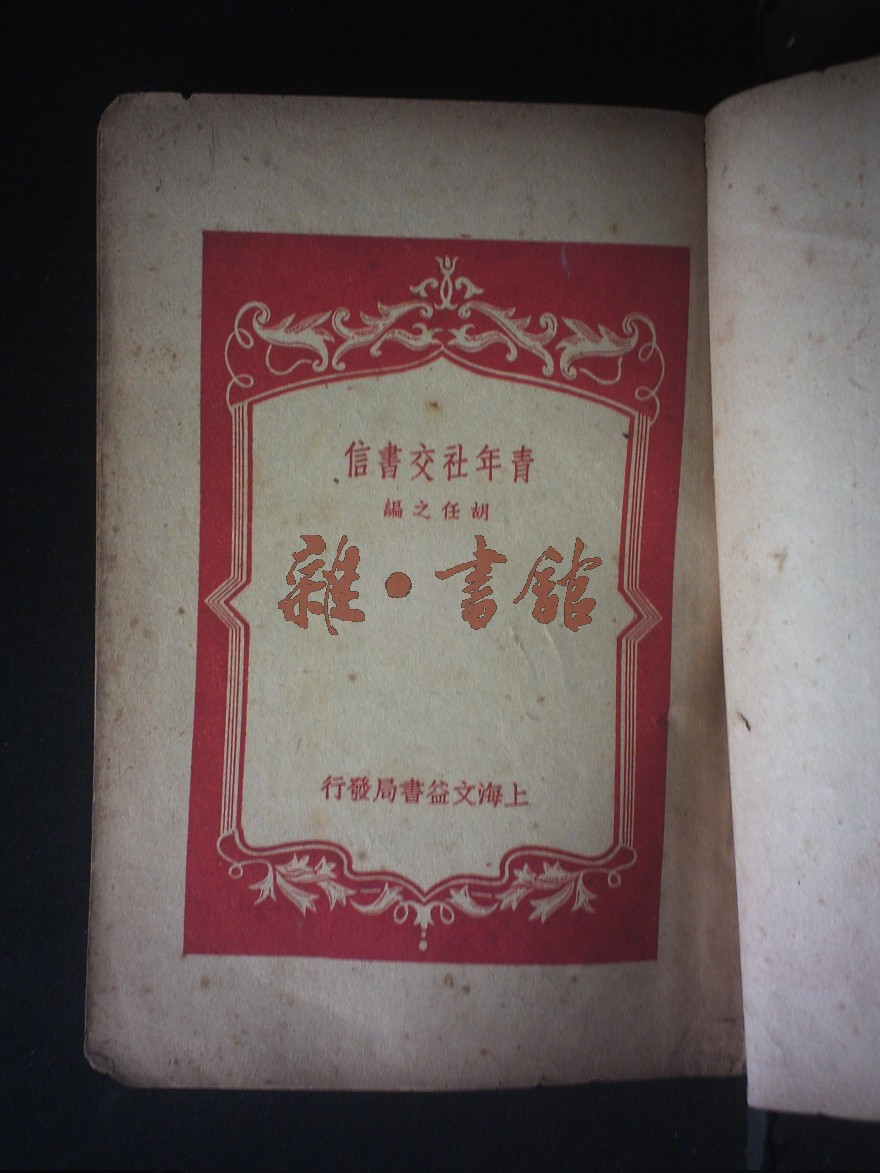 青年社交書信
胡任之編
雜·書館
上海文益書局發行